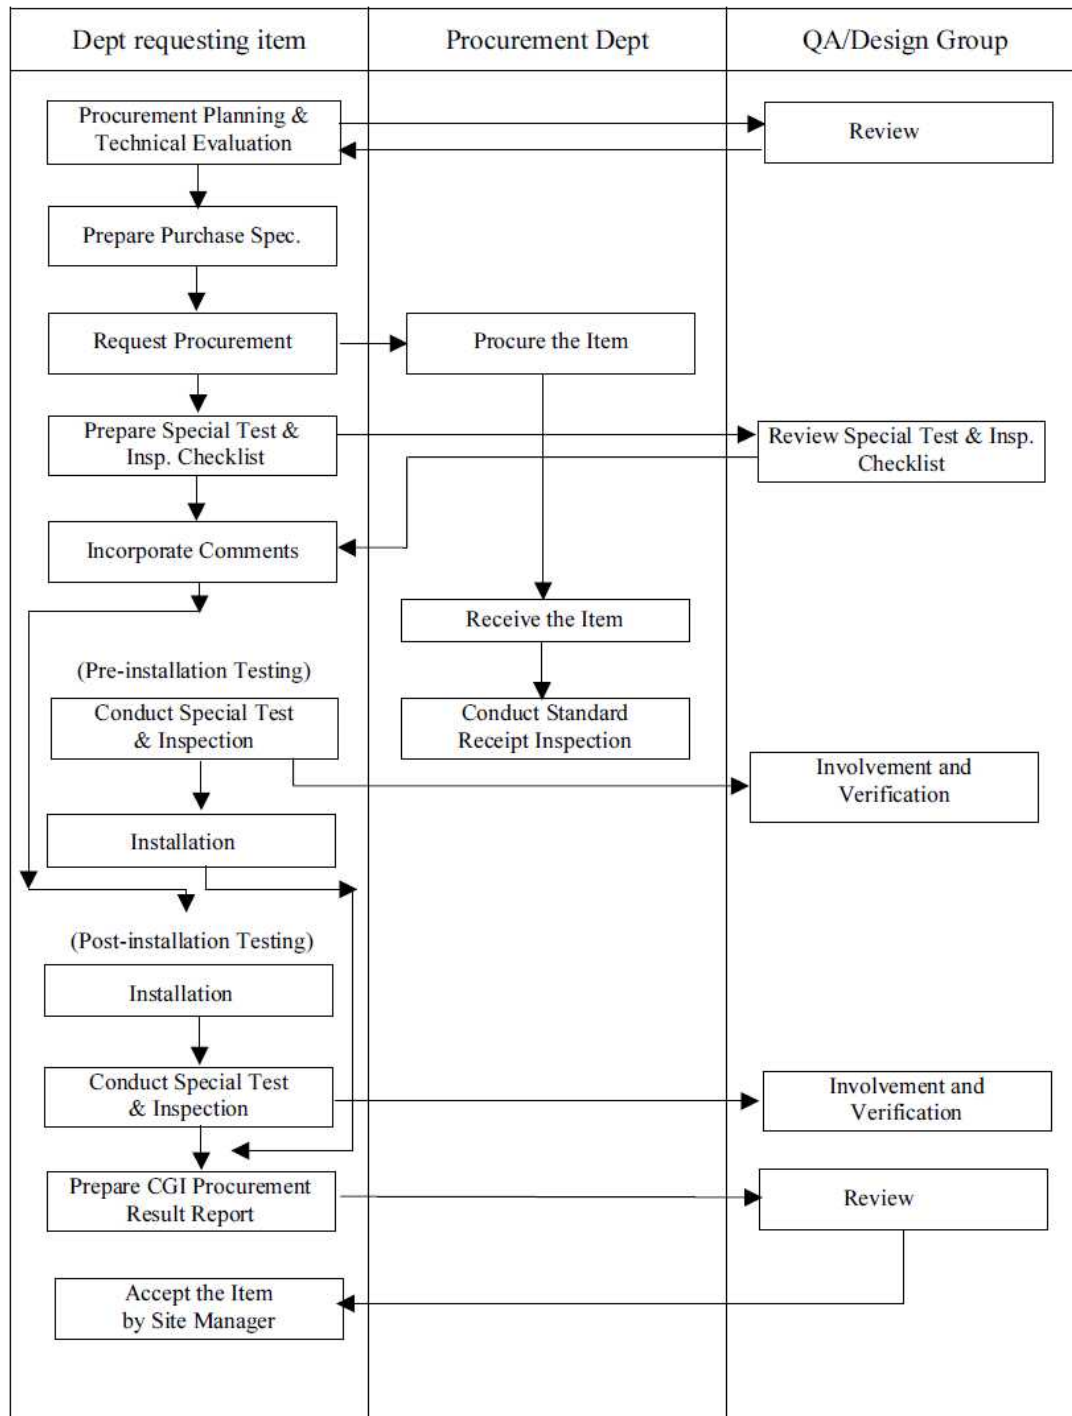 Dept requesting item
Procurement Dept
QA/Design Group
Procurement Planning &
Technical Evaluation
Review
Prepare Purchase Spec.
Request Procurement
Procure the Item
Prepare Special Test &
Insp. Checklist
Review Special Test & Insp.
Checklist
Incorporate Comments
Receive the Item
(Pre-installation Testing)
Conduct Special Test
& Inspection
Conduct Standard
Receipt Inspection
Involvement and
Verification
Installation
(Post-installation Testing)
Installation
Conduct Special Test
& Inspection
Involvement and
Verification
Prepare CGI Procurement
Result Report
Review
Accept the Item
by Site Manager